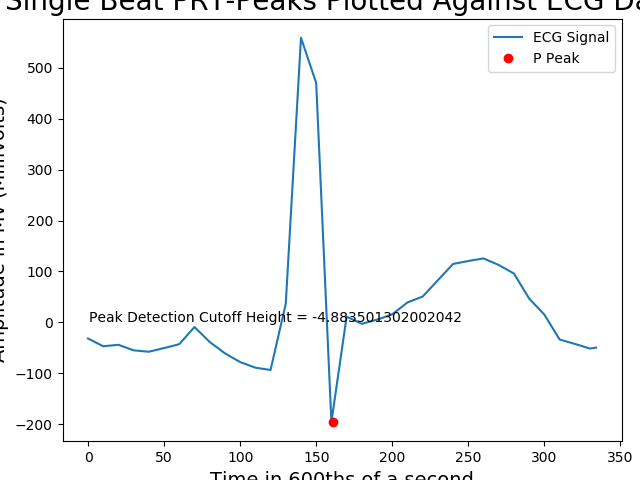 Single Beat PRT-Peaks Plotted Against ECG
ECG Signal
P Peak
Amplitude in MV (Millivolts)
500
400
300
200
100
0
−100
−200
Peak Detection Cutoff Height = -4.883501302002042
0 50 100 150 200 250 300 350
Time in 600ths of a second